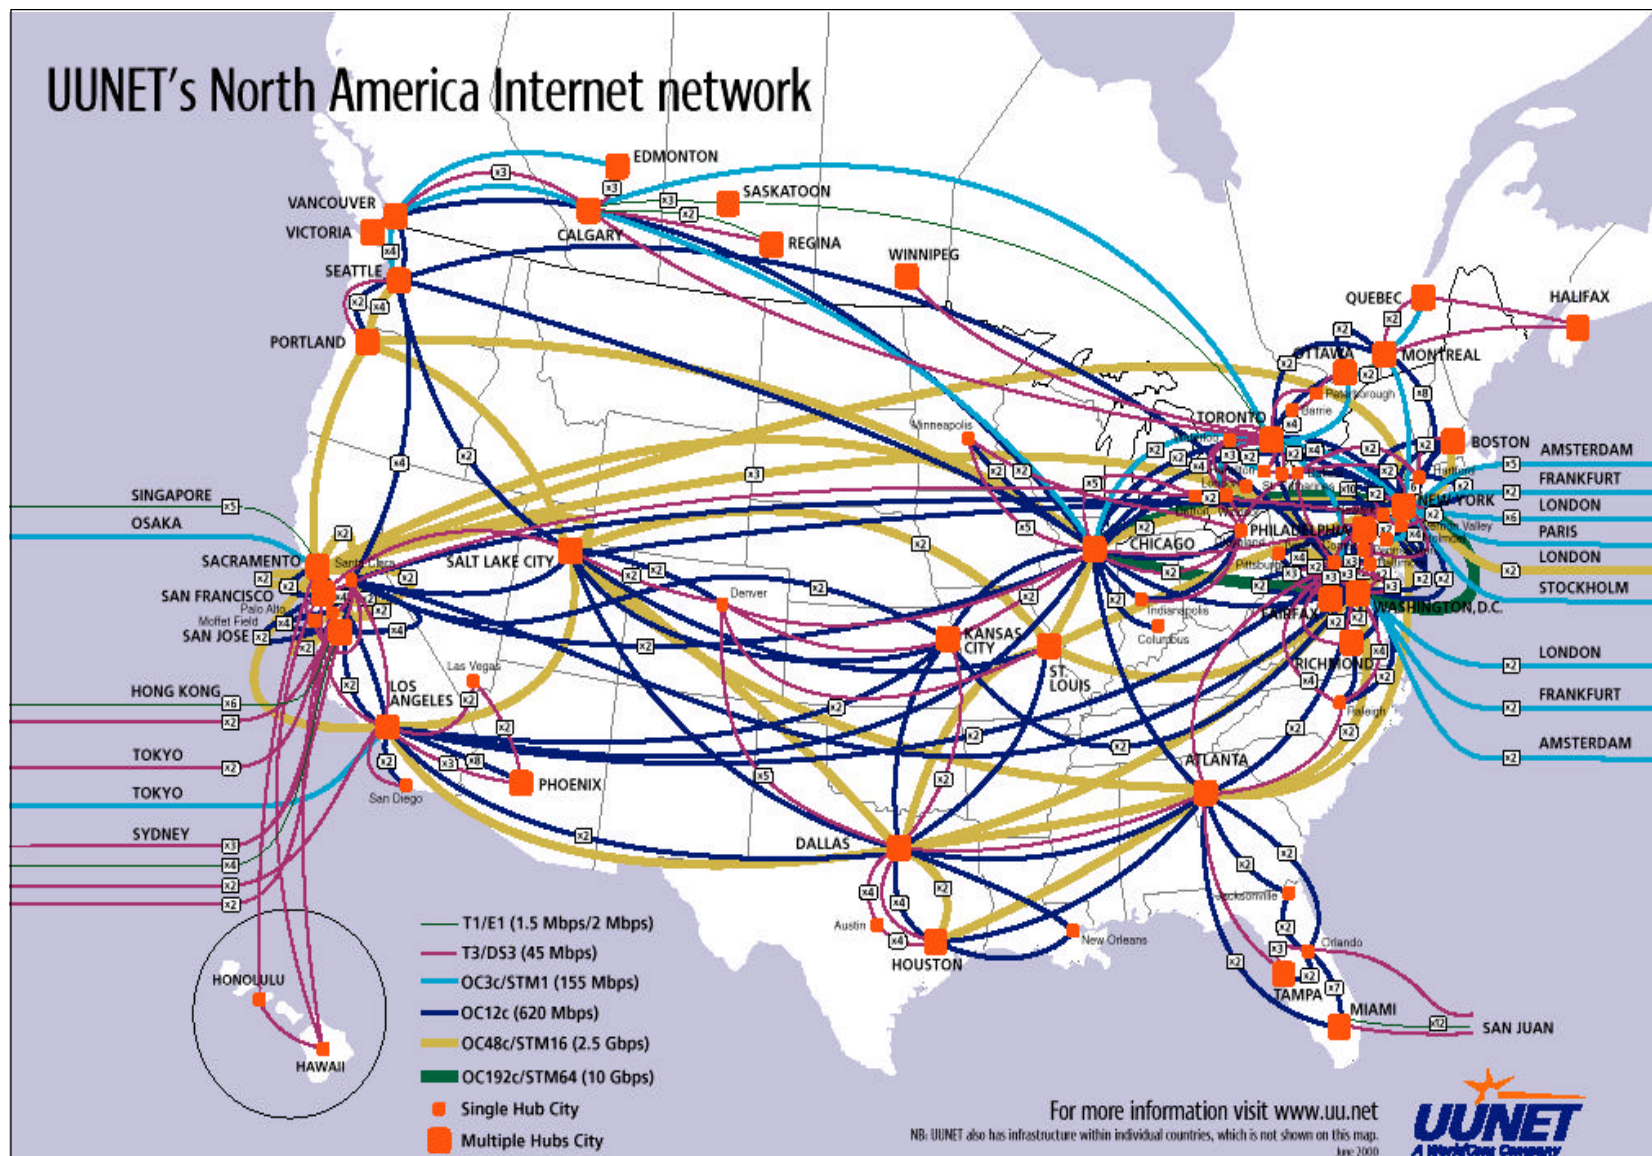 UUNET's North America Internet network
EDMONTON
SASKATOON
VANCOUVER
VICTORIA
CALGARY
REGINA
WINNIPEG
SEATTLE
QUEBEC
HALIFAX
PORTLAND
OTTAWA
MONTREAL
Peterborough
Barrie
TORONTO
Minneapolis
BOSTON
Hartford
AMSTERDAM
FRANKFURT
LONDON
PARIS
LONDON
STOCKHOLM
LONDON
FRANKFURT
AMSTERDAM
SINGAPORE
OSAKA
SACRAMENTO
Santa Clara
SAN FRANCISCO
Palo Alto
Moffet Field
SAN JOSE
SALT LAKE CITY
Denver
CHICAGO
NEW YORK
PHILADELPHIA
Pittsburgh
Indianapolis
Columbus
FAIRFAX
WASHINGTON, D.C.
RICHMOND
Raleigh
KANSAS
CITY
ST.
LOUIS
HONG KONG
Las Vegas
LOS
ANGELES
TOKYO
TOKYO
San Diego
PHOENIX
ATLANTA
SYDNEY
DALLAS
Jacksonville
Austin
HOUSTON
New Orleans
Orlando
TAMPA
MIAMI
SAN JUAN
HONOLULU
HAWAII
T1/E1 (1.5 Mbps/2 Mbps)
T3/DS3 (45 Mbps)
OC3c/STM1 (155 Mbps)
OC12c (620 Mbps)
OC48c/STM16 (2.5 Gbps)
OC192c/STM64 (10 Gbps)
Single Hub City
Multiple Hubs City
For more information visit www.uu.net
NB: UUNET also has infrastructure within individual countries, which is not shown on this map.
June 2000
UUNET
A WorldCom Company